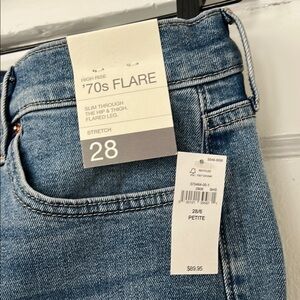 HIGH RISE
'70s FLARE
SLIM THROUGH
THE HIP & THIGH.
FLARED LEG.
STRETCH
28
28/6
PETITE
$89.95